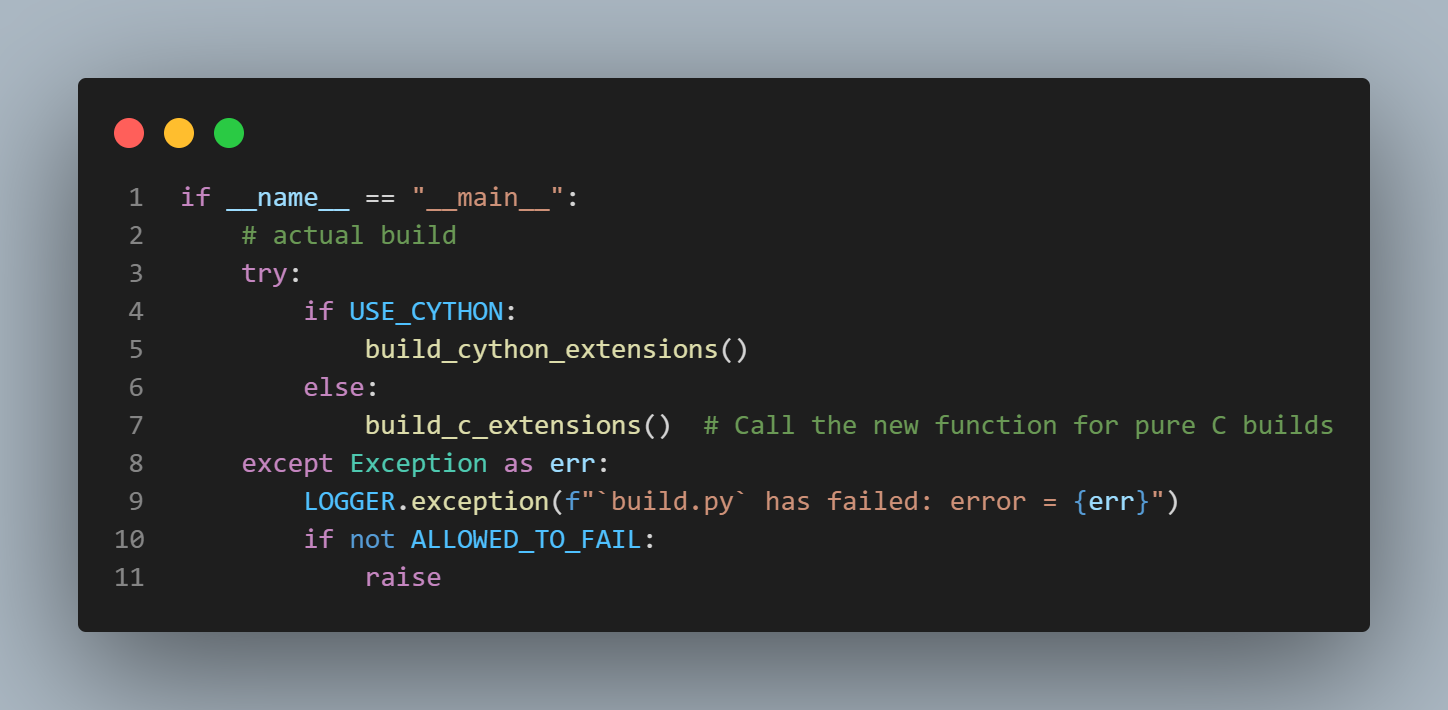 1 if __name__ == "__main__":
2     # actual build
3     try:
4         if USE_CYTHON:
5             build_cython_extensions()
6         else:
7             build_c_extensions()  # Call the new function for pure C builds
8     except Exception as err:
9         LOGGER.exception(f"`build.py` has failed: error = {err}")
10         if not ALLOWED_TO_FAIL:
11             raise